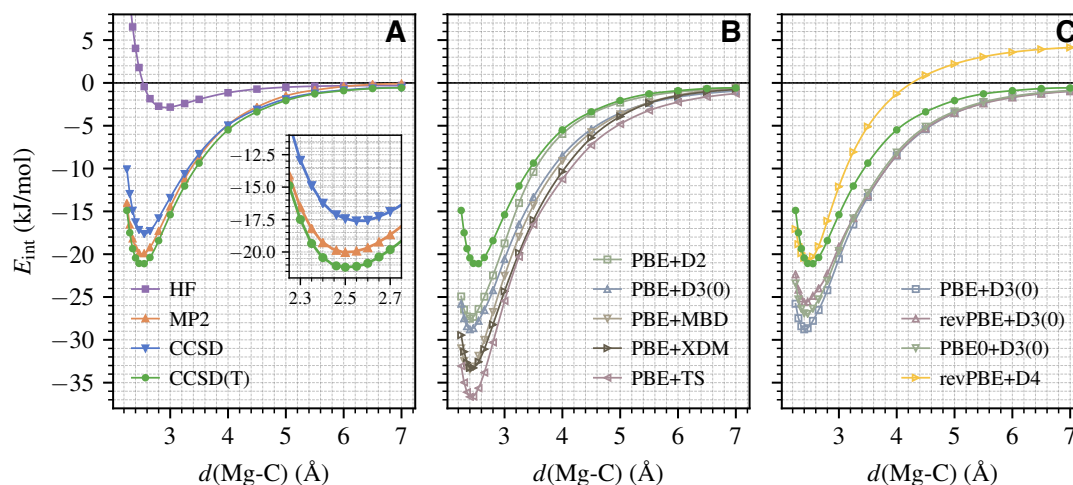 A
B
C
5
0
−5
−10
−15
−20
−25
−30
−35
E_int (kJ/mol)
−12.5
−15.0
−17.5
−20.0
2.3 2.5 2.7
HF
MP2
CCSD
CCSD(T)
PBE+D2
PBE+D3(0)
PBE+MBD
PBE+XDM
PBE+TS
PBE+D3(0)
revPBE+D3(0)
PBE0+D3(0)
revPBE+D4
3 4 5 6 7
3 4 5 6 7
3 4 5 6 7
d(Mg-C) (Å)
d(Mg-C) (Å)
d(Mg-C) (Å)